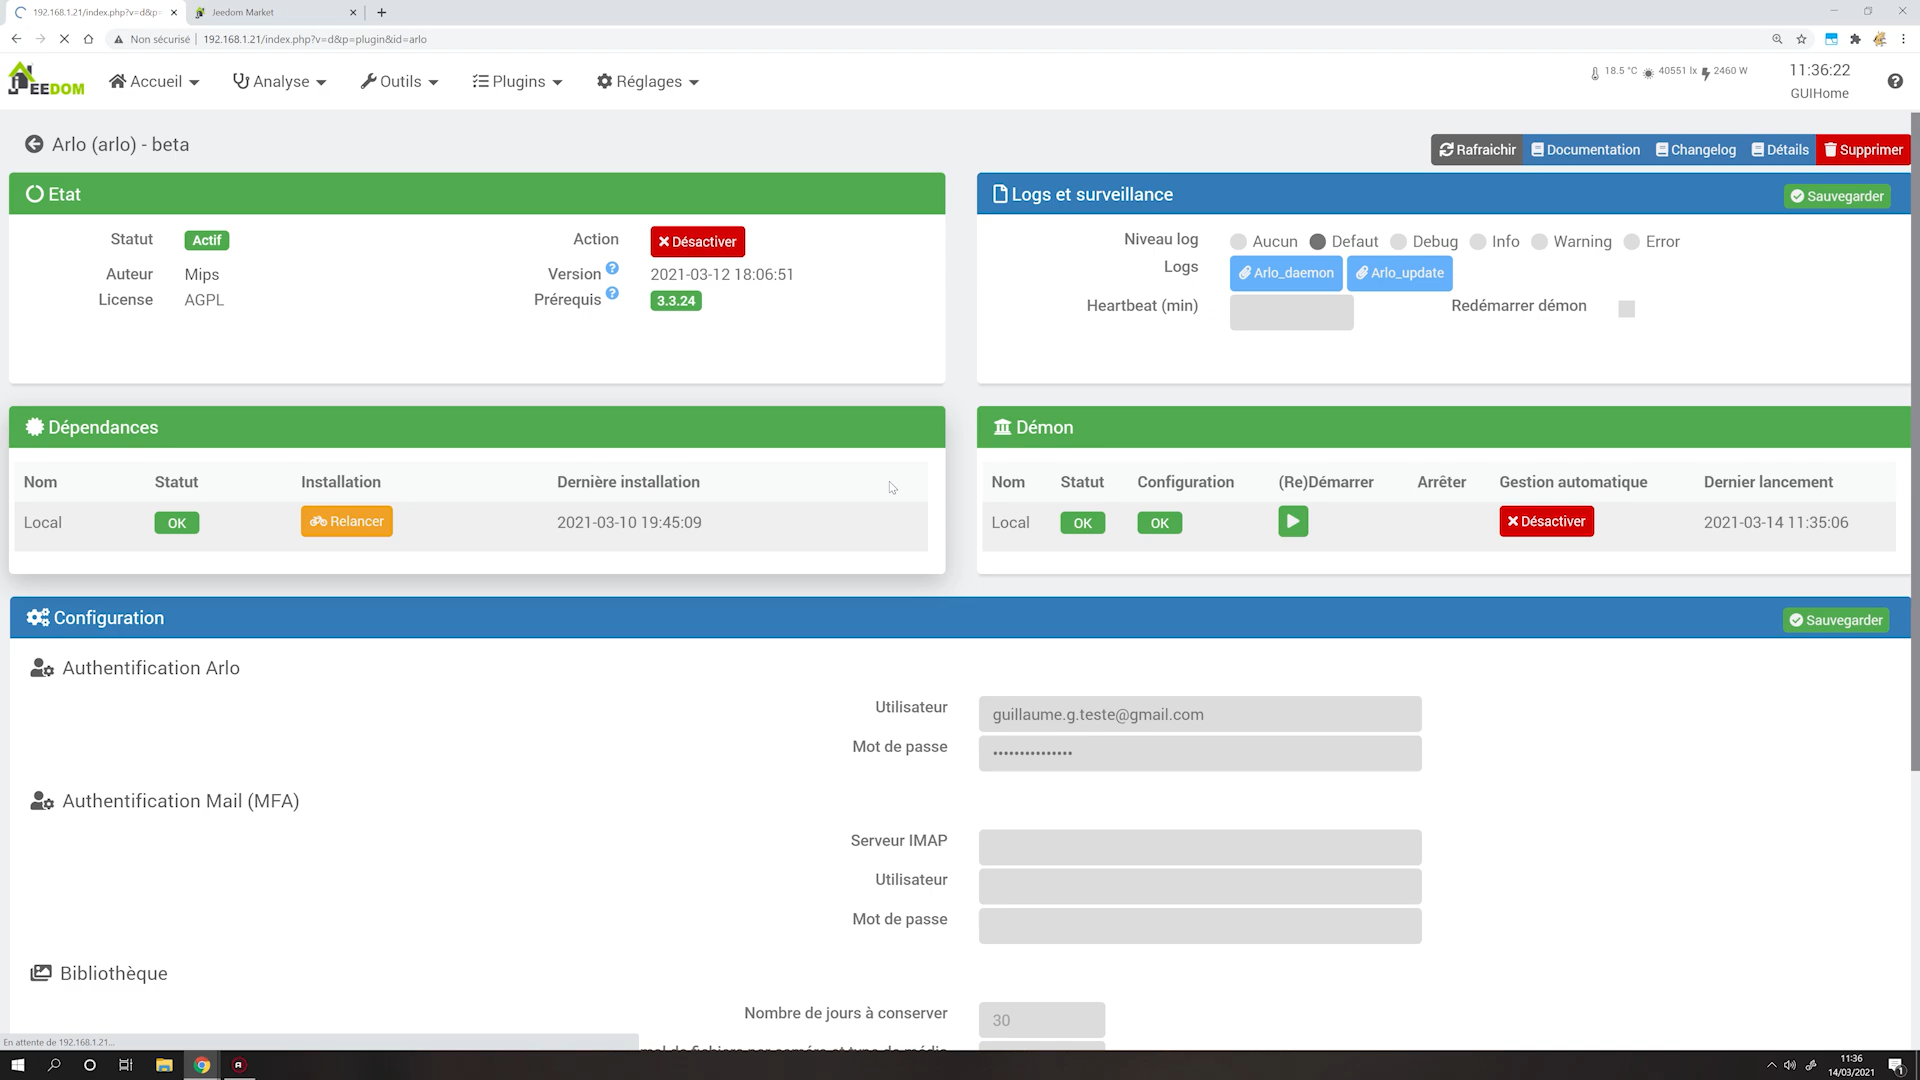 192.168.1.21/index.php?v=d&p=
Jeedom Market
Non sécurisé
192.168.1.21/index.php?v=d&p=plugin&id=arlo
JEEDOM
Accueil
Analyse
Outils
Plugins
Réglages
18.5 °C
40551 lx
2460 W
11:36:22
GUIHome
Arlo (arlo) - beta
Rafraichir
Documentation
Changelog
Détails
Supprimer
Etat
Statut
Actif
Action
Désactiver
Auteur
Mips
Version
2021-03-12 18:06:51
License
AGPL
Prérequis
3.3.24
Logs et surveillance
Sauvegarder
Niveau log
Aucun
Defaut
Debug
Info
Warning
Error
Logs
Arlo_daemon
Arlo_update
Heartbeat (min)
Redémarrer démon
Dépendances
Nom
Statut
Installation
Dernière installation
Local
OK
Relancer
2021-03-10 19:45:09
Démon
Nom
Statut
Configuration
(Re)Démarrer
Arrêter
Gestion automatique
Dernier lancement
Local
OK
OK
Désactiver
2021-03-14 11:35:06
Configuration
Sauvegarder
Authentification Arlo
Utilisateur
guillaume.g.teste@gmail.com
Mot de passe
•••••••••••••••
Authentification Mail (MFA)
Serveur IMAP
Utilisateur
Mot de passe
Bibliothèque
Nombre de jours à conserver
30
En attente de 192.168.1.21...
11:36
14/03/2021
1